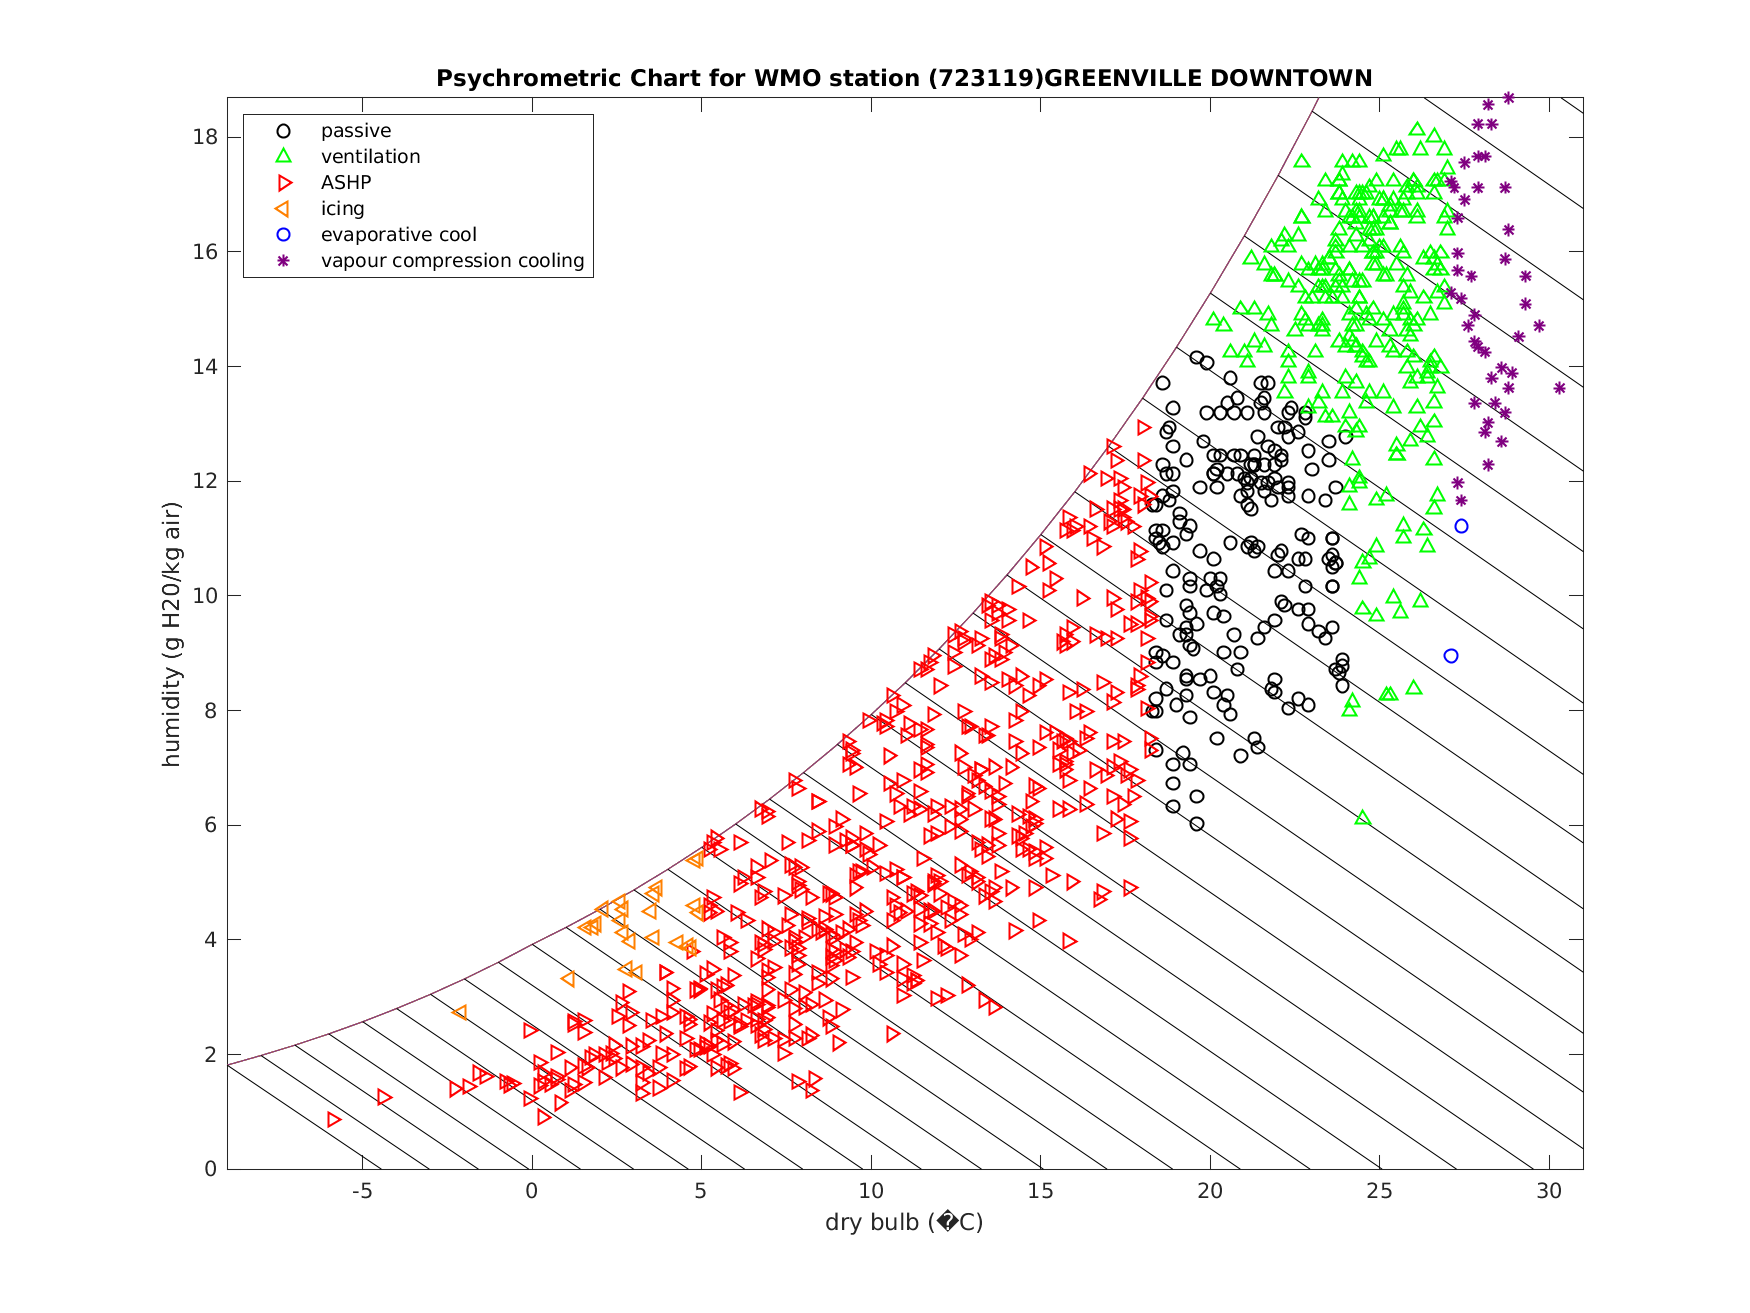 Psychrometric Chart for WMO station (723119)GREENVILLE DOWNTOWN
passive
ventilation
ASHP
icing
evaporative cool
vapour compression cooling
humidity (g H20/kg air)
18
16
14
12
10
8
6
4
2
0
-5 0 5 10 15 20 25 30
dry bulb (�C)